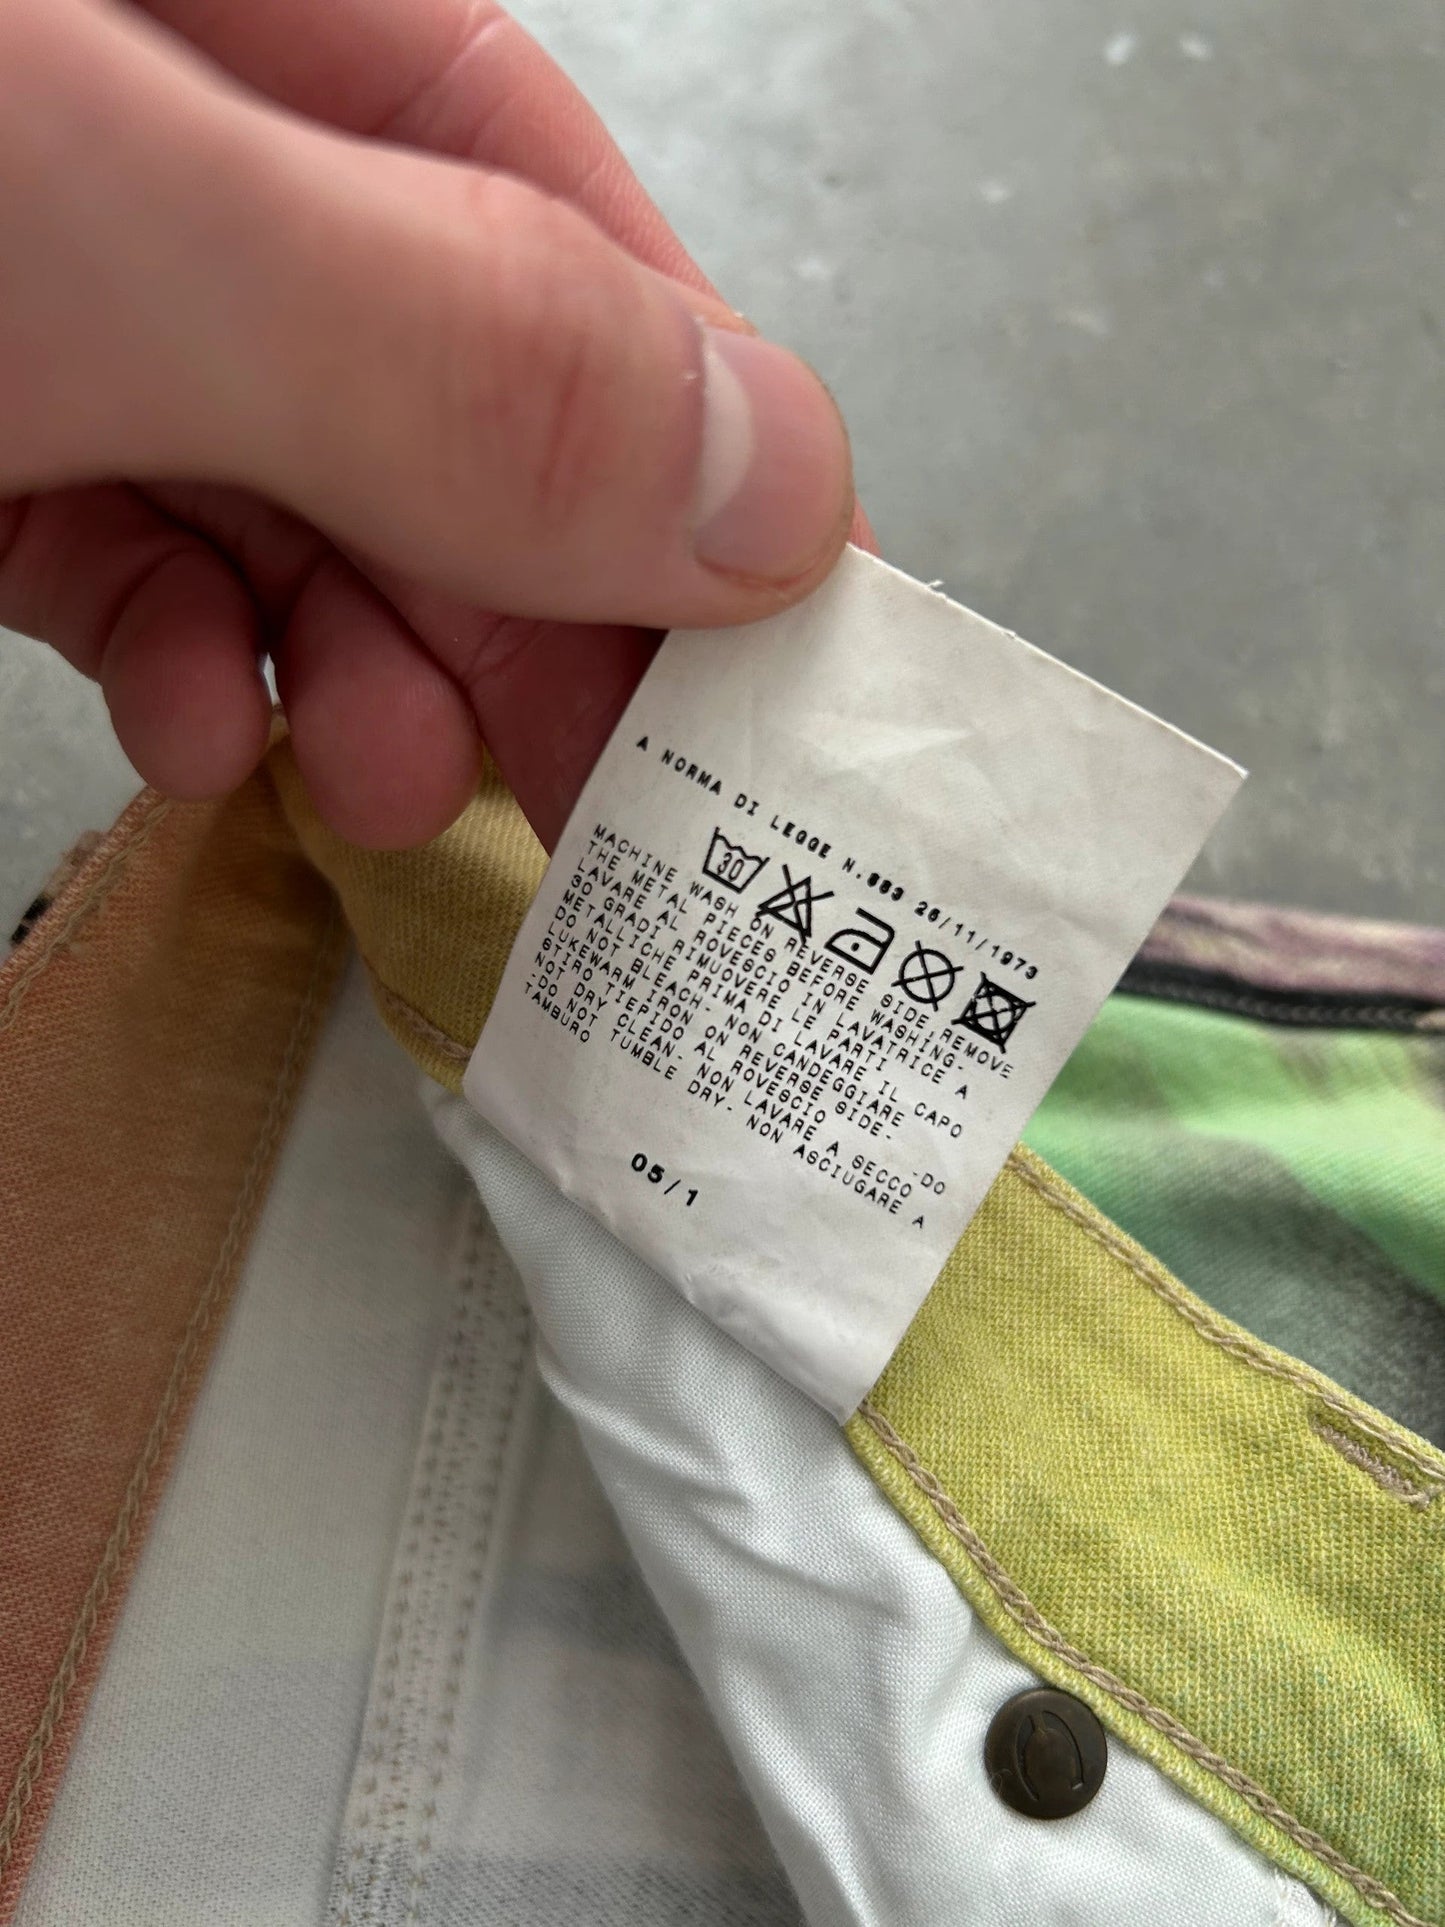 A NORMA DI LEGGE N.883 26/11/1973
30
MACHINE WASH ON REVERSE SIDE,REMOVE
THE METAL PIECES BEFORE WASHING-
LAVARE AL ROVESCIO IN LAVATRICE A
30 GRADI RIMUOVERE LE PARTI
METALLICHE PRIMA DI LAVARE IL CAPO
DO NOT BLEACH- NON CANDEGGIARE
LUKEWARM IRON ON REVERSE SIDE-
STIRO TIEPIDO AL ROVESCIO -DO
NOT DRY CLEAN- NON LAVARE A SECCO
-DO NOT TUMBLE DRY- NON ASCIUGARE A
TAMBURO
05/1